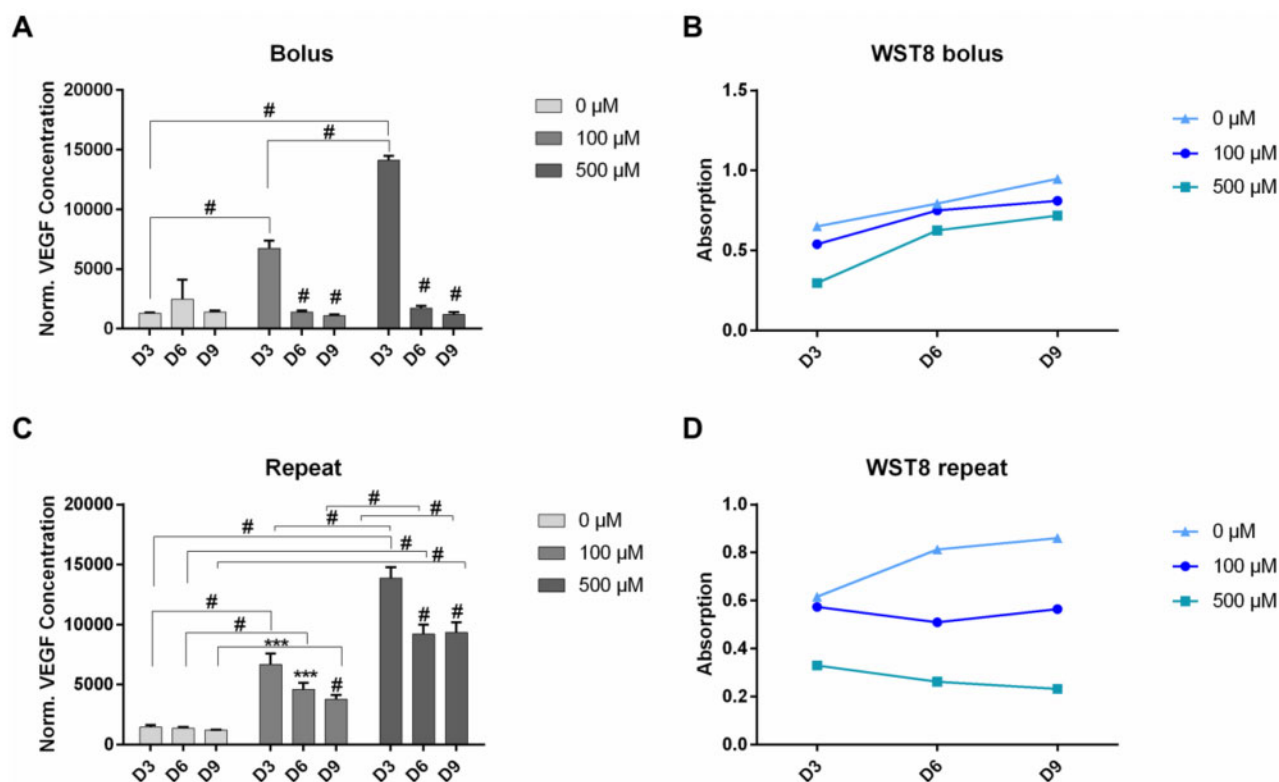 A
Bolus
Norm. VEGF Concentration
20000
15000
10000
5000
0
#
#
#
# #
# #
D3 D6 D9 D3 D6 D9 D3 D6 D9
0 µM
100 µM
500 µM
B
WST8 bolus
Absorption
1.5
1.0
0.5
0.0
D3 D6 D9
0 µM
100 µM
500 µM
C
Repeat
Norm. VEGF Concentration
20000
15000
10000
5000
0
#
# #
#
#
#
#
# #
*** *** #
D3 D6 D9 D3 D6 D9 D3 D6 D9
0 µM
100 µM
500 µM
D
WST8 repeat
Absorption
1.0
0.8
0.6
0.4
0.2
0.0
D3 D6 D9
0 µM
100 µM
500 µM